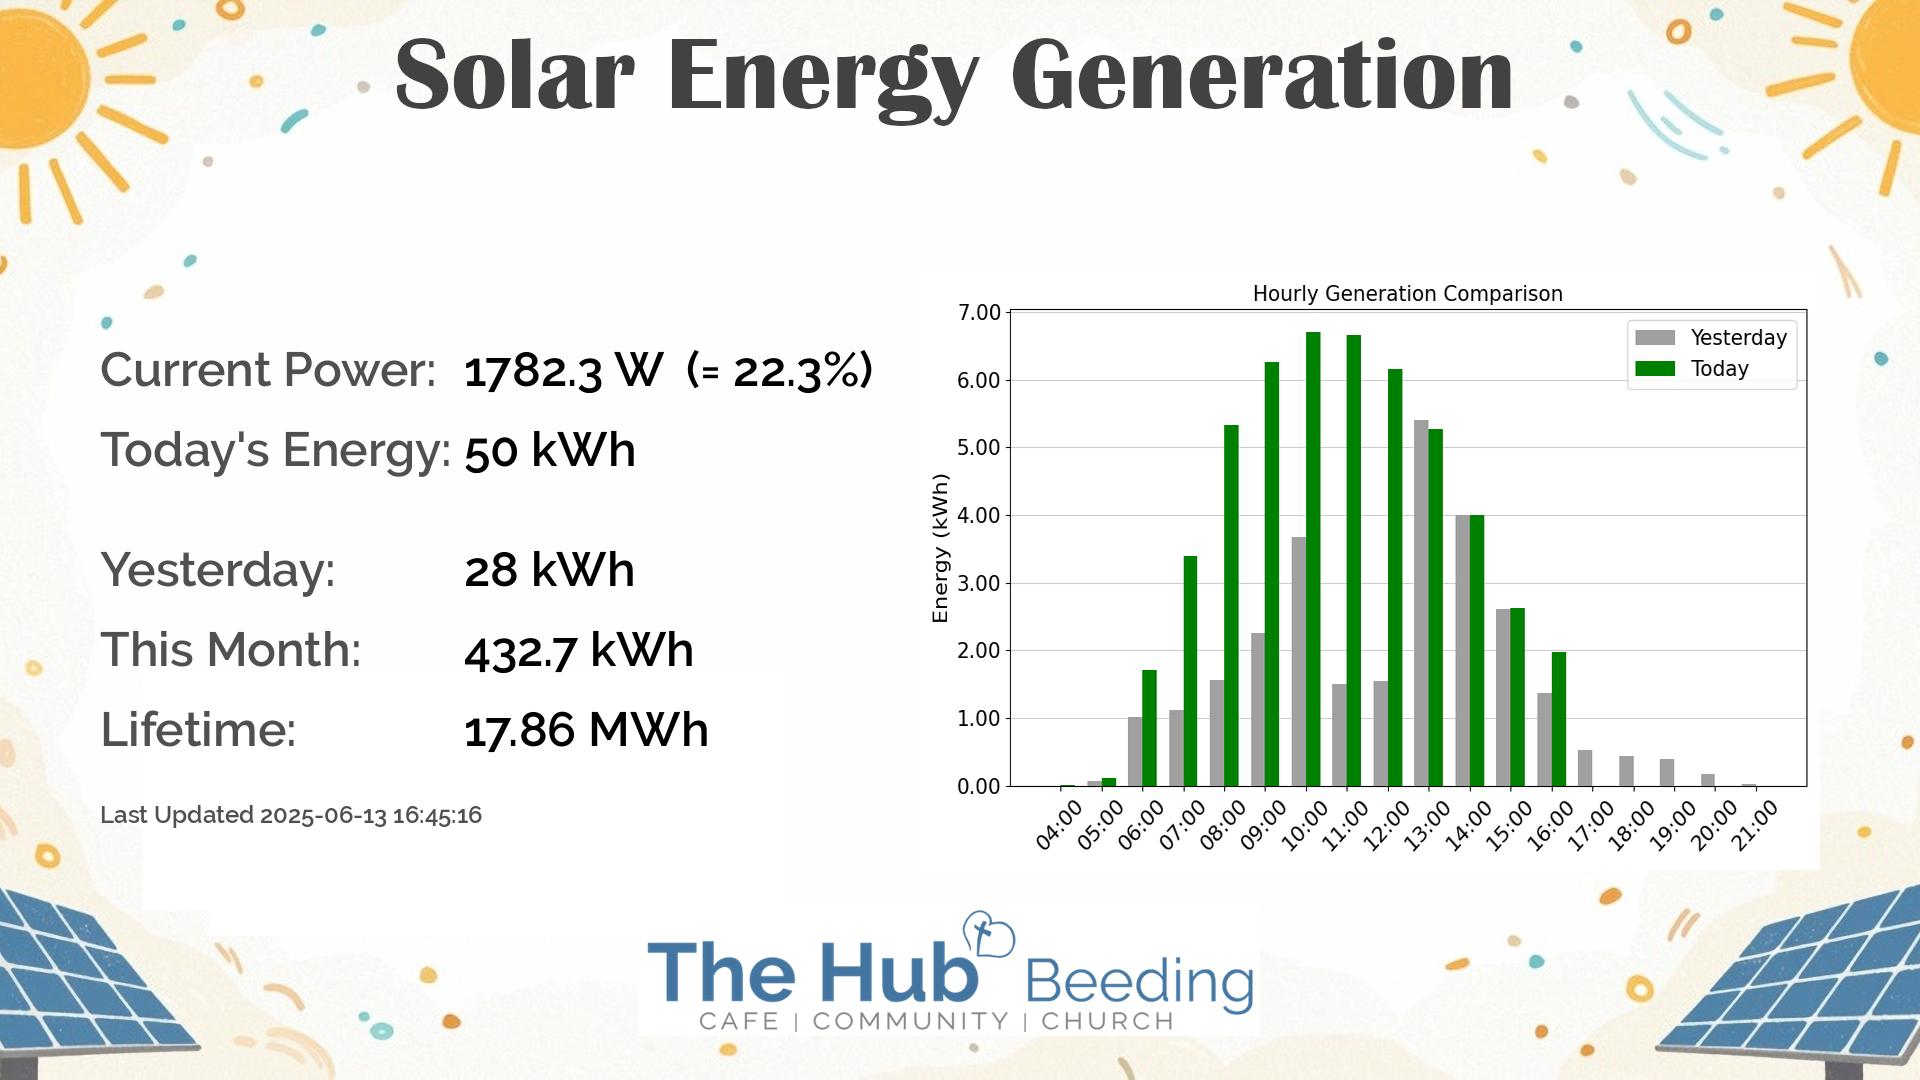 Solar Energy Generation
Current Power: 1782.3 W (= 22.3%)
Today's Energy: 50 kWh
Yesterday: 28 kWh
This Month: 432.7 kWh
Lifetime: 17.86 MWh
Last Updated 2025-06-13 16:45:16
Hourly Generation Comparison
Yesterday
Today
Energy (kWh)
7.00
6.00
5.00
4.00
3.00
2.00
1.00
0.00
04:00 05:00 06:00 07:00 08:00 09:00 10:00 11:00 12:00 13:00 14:00 15:00 16:00 17:00 18:00 19:00 20:00 21:00
The Hub Beeding
CAFE | COMMUNITY | CHURCH